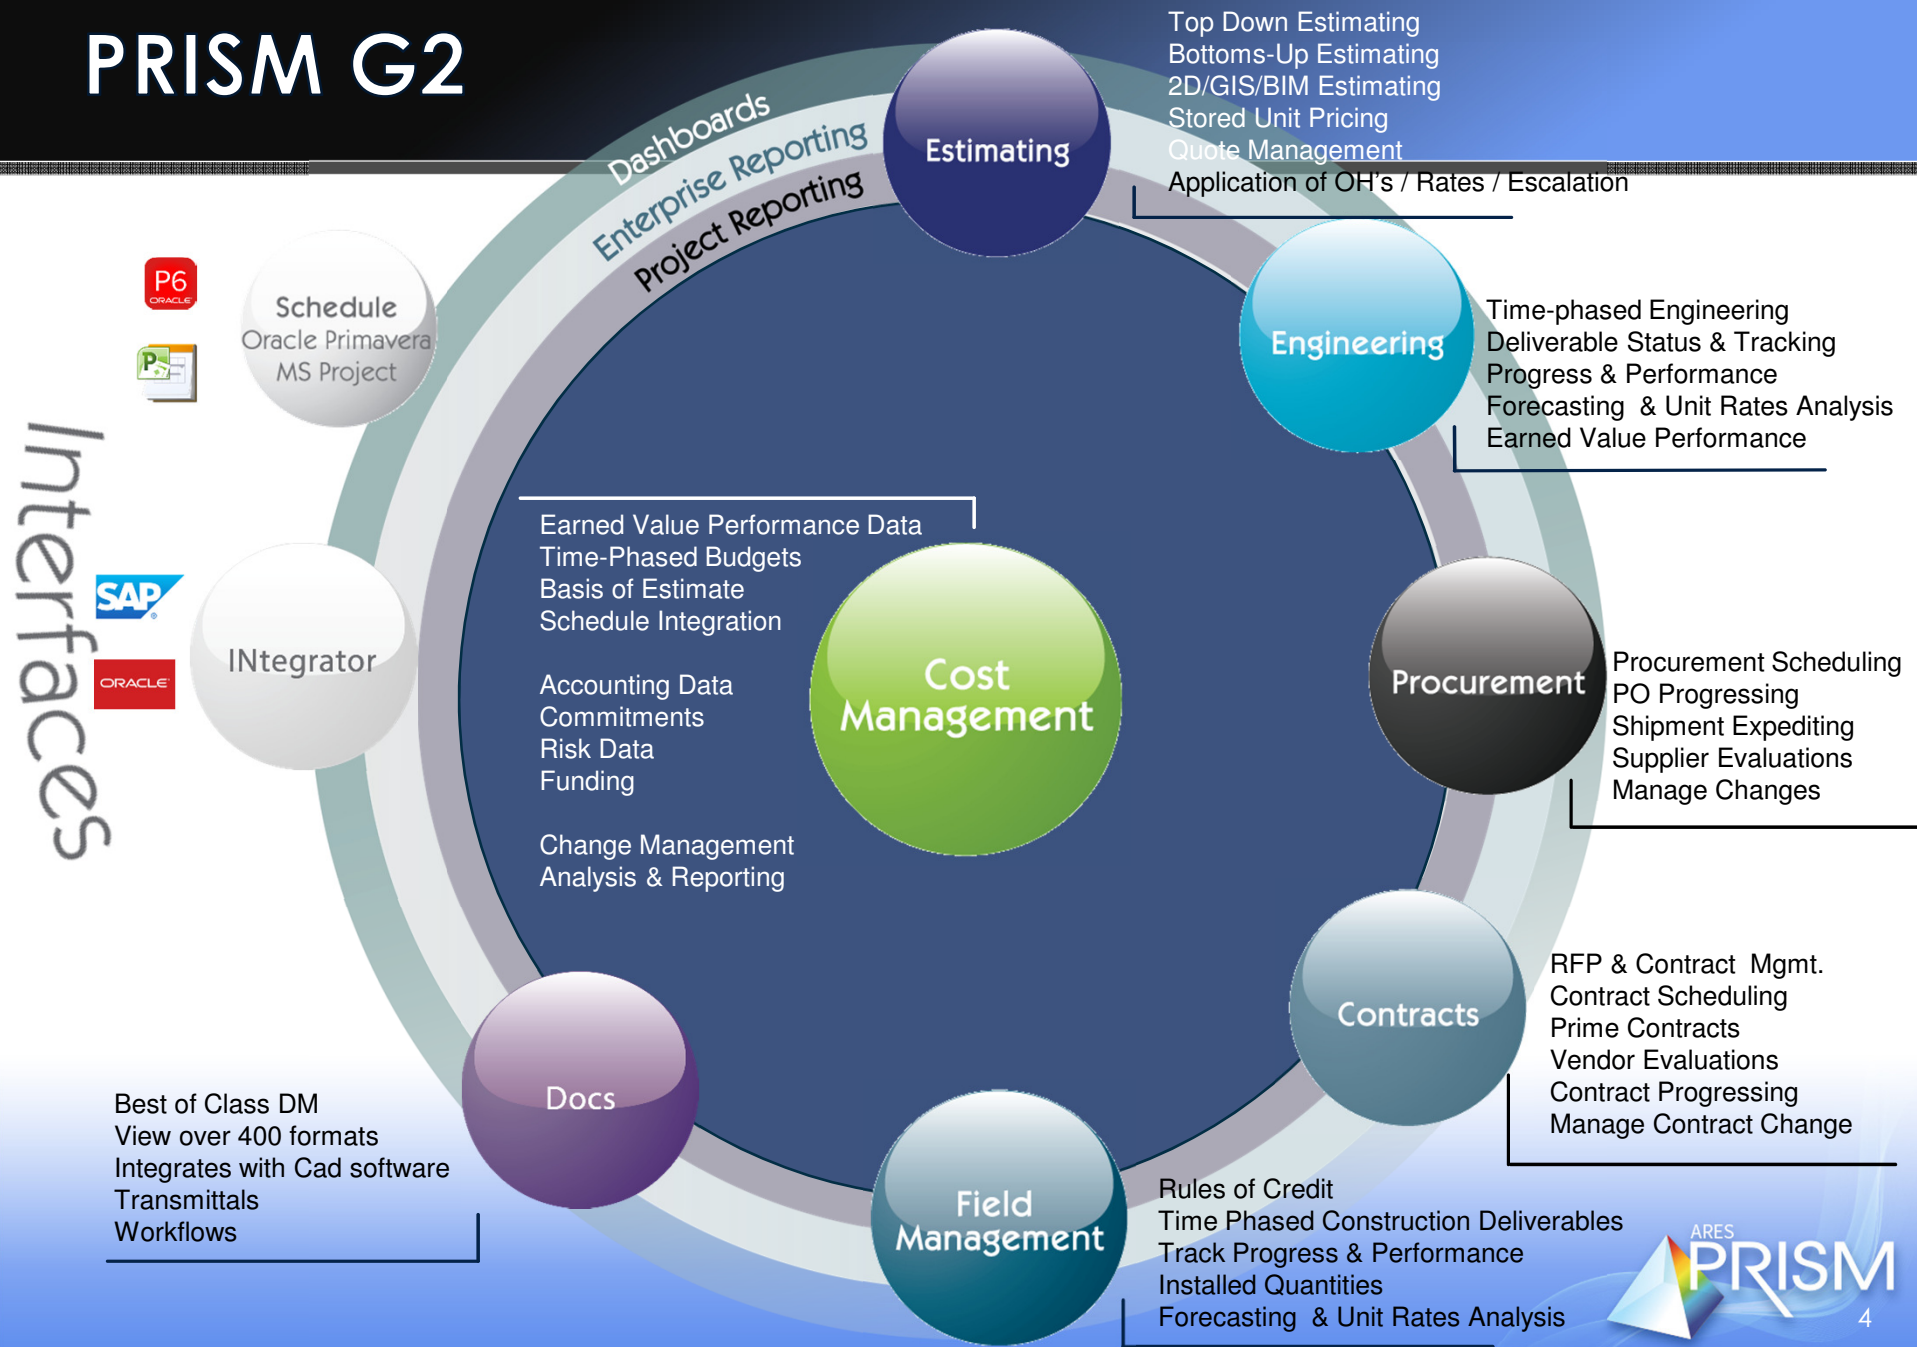 PRISM G2
Top Down Estimating
Bottoms-Up Estimating
2D/GIS/BIM Estimating
Stored Unit Pricing
Quote Management
Application of OH's / Rates / Escalation
Dashboards
Enterprise Reporting
Project Reporting
Estimating
P6
ORACLE
P
Schedule
Oracle Primavera
MS Project
Engineering
Time-phased Engineering
Deliverable Status & Tracking
Progress & Performance
Forecasting & Unit Rates Analysis
Earned Value Performance
Interfaces
SAP
ORACLE
INtegrator
Earned Value Performance Data
Time-Phased Budgets
Basis of Estimate
Schedule Integration
Accounting Data
Commitments
Risk Data
Funding
Change Management
Analysis & Reporting
Cost
Management
Procurement
Procurement Scheduling
PO Progressing
Shipment Expediting
Supplier Evaluations
Manage Changes
Contracts
RFP & Contract Mgmt.
Contract Scheduling
Prime Contracts
Vendor Evaluations
Contract Progressing
Manage Contract Change
Docs
Best of Class DM
View over 400 formats
Integrates with Cad software
Transmittals
Workflows
Field
Management
Rules of Credit
Time Phased Construction Deliverables
Track Progress & Performance
Installed Quantities
Forecasting & Unit Rates Analysis
ARES
PRISM
4